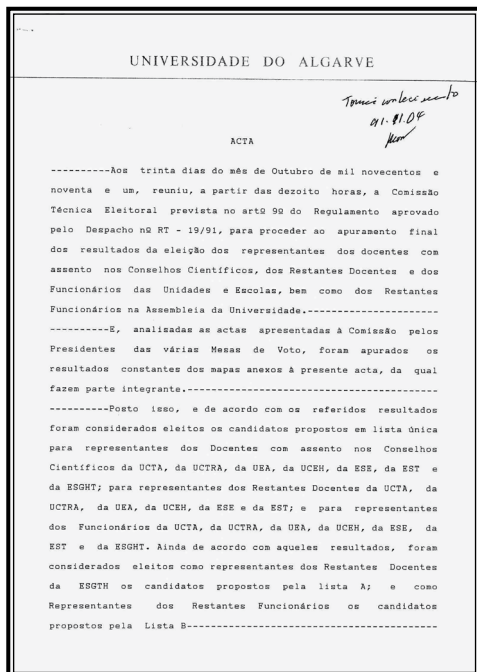 UNIVERSIDADE DO ALGARVE
Tomei conhecimento
91.11.04
ACTA
----------Aos trinta dias do mês de Outubro de mil novecentos e
noventa e um, reuniu, a partir das dezoito horas, a Comissão
Técnica Eleitoral prevista no artº 9º do Regulamento aprovado
pelo Despacho nº RT - 19/91, para proceder ao apuramento final
dos resultados da eleição dos representantes dos docentes com
assento nos Conselhos Científicos, dos Restantes Docentes e dos
Funcionários das Unidades e Escolas, bem como dos Restantes
Funcionários na Assembleia da Universidade.-----------------------
----------E, analisadas as actas apresentadas à Comissão pelos
Presidentes das várias Mesas de Voto, foram apurados os
resultados constantes dos mapas anexos à presente acta, da qual
fazem parte integrante.-------------------------------------------
----------Posto isso, e de acordo com os referidos resultados
foram considerados eleitos os candidatos propostos em lista única
para representantes dos Docentes com assento nos Conselhos
Científicos da UCTA, da UCTRA, da UEA, da UCEH, da ESE, da EST e
da ESGHT; para representantes dos Restantes Docentes da UCTA, da
UCTRA, da UEA, da UCEH, da ESE e da EST; e para representantes
dos Funcionários da UCTA, da UCTRA, da UEA, da UCEH, da ESE, da
EST e da ESGHT. Ainda de acordo com aqueles resultados, foram
considerados eleitos como representantes dos Restantes Docentes
da ESGTH os candidatos propostos pela lista A; e como
Representantes dos Restantes Funcionários os candidatos
propostos pela Lista B-------------------------------------------